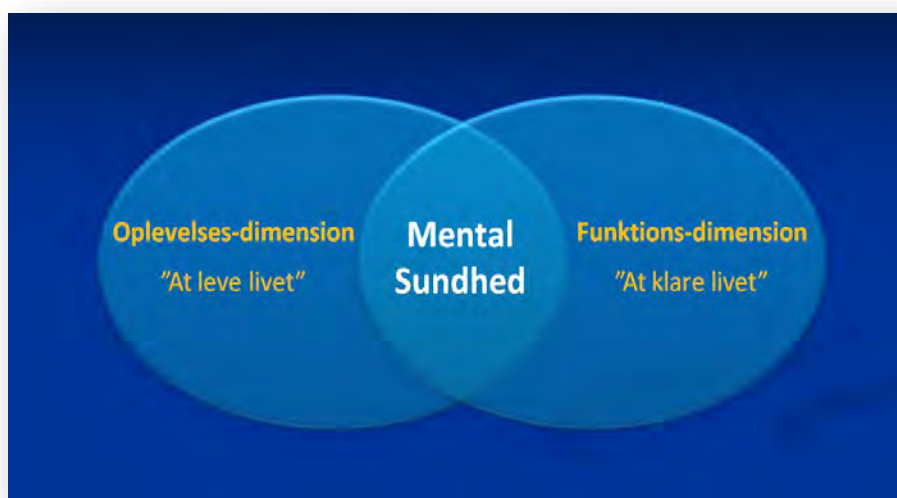 Oplevelses-dimension
"At leve livet"
Mental
Sundhed
Funktions-dimension
"At klare livet"